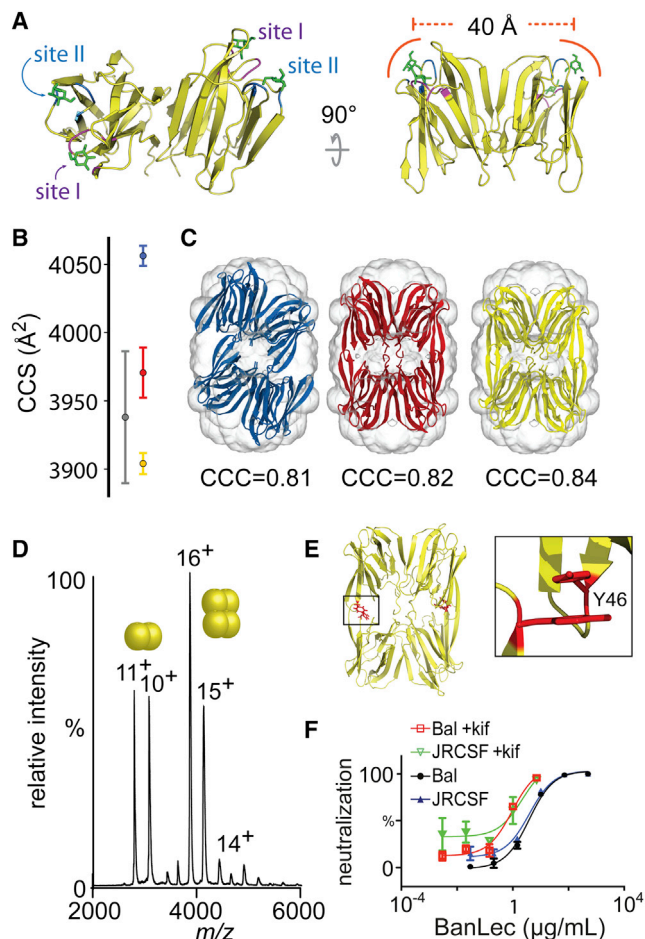 A
site I
site II
site II
site I
90°
40 Å
B
CCS (Å²)
4050
4000
3950
3900
C
CCC=0.81
CCC=0.82
CCC=0.84
D
100
relative intensity
%
0
11⁺
10⁺
16⁺
15⁺
14⁺
2000
4000
6000
m/z
E
Y46
F
Bal +kif
JRCSF +kif
Bal
JRCSF
neutralization
100
%
0
10⁻⁴
1
10⁴
BanLec (μg/mL)